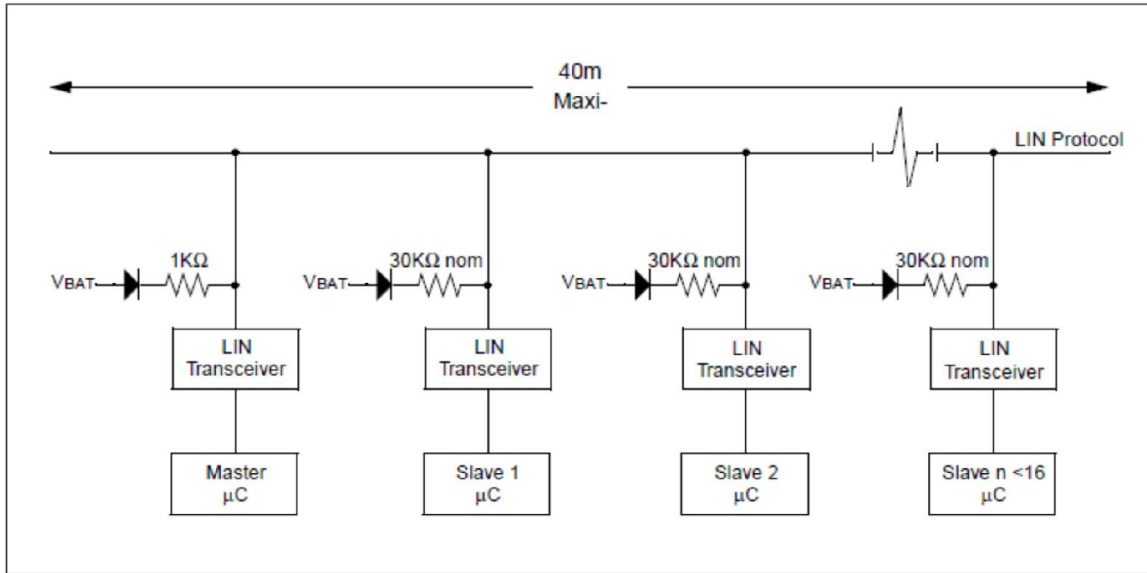 40m
Maxi-
LIN Protocol
1KΩ
30KΩ nom
30KΩ nom
30KΩ nom
VBAT
VBAT
VBAT
VBAT
LIN
Transceiver
LIN
Transceiver
LIN
Transceiver
LIN
Transceiver
Master
μC
Slave 1
μC
Slave 2
μC
Slave n <16
μC